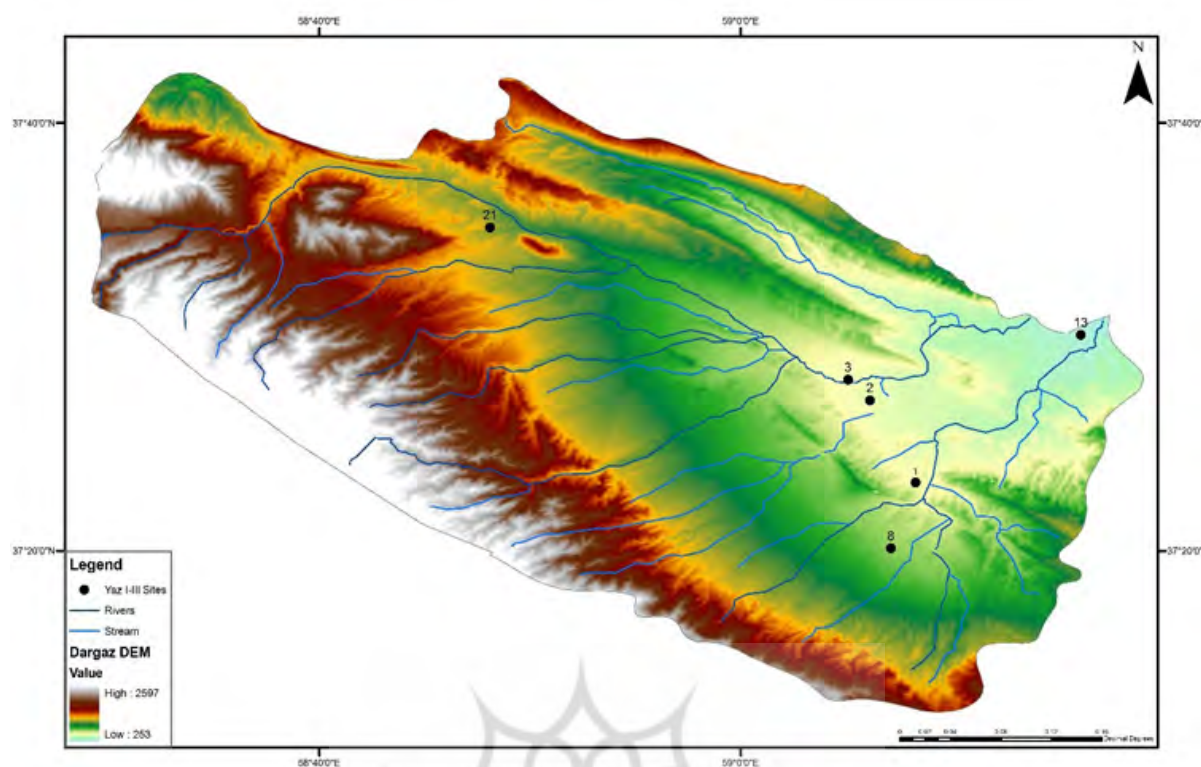 58°40'0"E 59°0'0"E
N
37°40'0"N 37°40'0"N
21
13
3
2
1
8
37°20'0"N 37°20'0"N
Legend
Yaz I-III Sites
Rivers
Stream
Dargaz DEM
Value
High : 2597
Low : 253
Decimal Degrees
58°40'0"E 59°0'0"E